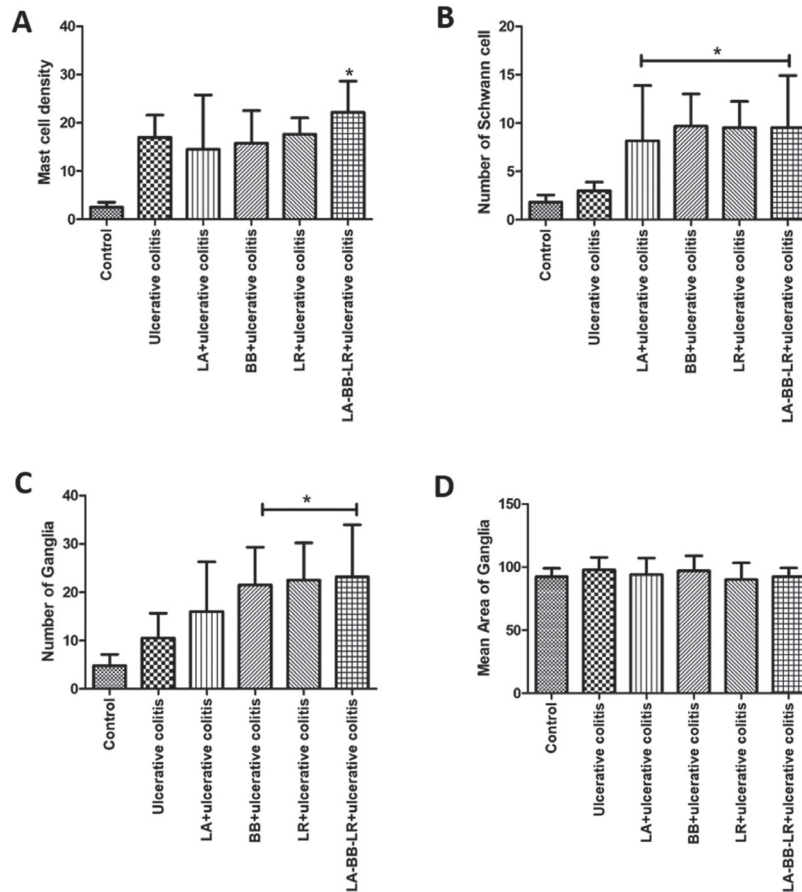 A
Mast cell density
40
30
20
10
0
*
Control
Ulcerative colitis
LA+ulcerative colitis
BB+ulcerative colitis
LR+ulcerative colitis
LA-BB-LR+ulcerative colitis
B
Number of Schwann cell
20
15
10
5
0
*
Control
Ulcerative colitis
LA+ulcerative colitis
BB+ulcerative colitis
LR+ulcerative colitis
LA-BB-LR+ulcerative colitis
C
Number of Ganglia
40
30
20
10
0
*
Control
Ulcerative colitis
LA+ulcerative colitis
BB+ulcerative colitis
LR+ulcerative colitis
LA-BB-LR+ulcerative colitis
D
Mean Area of Ganglia
150
100
50
0
Control
Ulcerative colitis
LA+ulcerative colitis
BB+ulcerative colitis
LR+ulcerative colitis
LA-BB-LR+ulcerative colitis